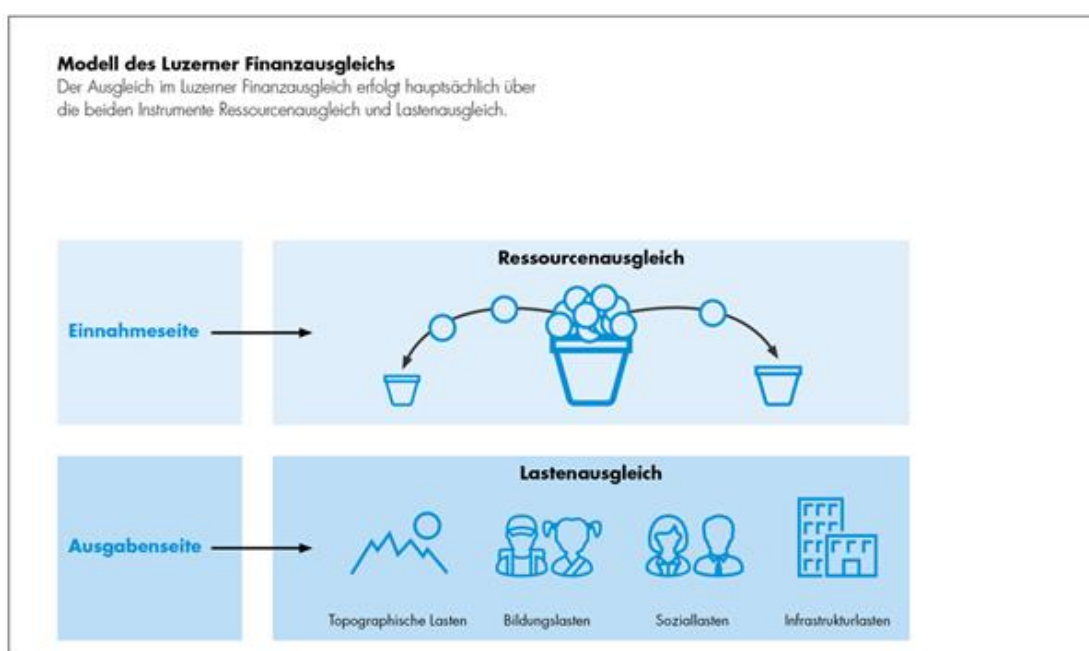 Modell des Luzerner Finanzausgleichs
Der Ausgleich im Luzerner Finanzausgleich erfolgt hauptsächlich über
die beiden Instrumente Ressourcenausgleich und Lastenausgleich.
Ressourcenausgleich
Einnahmeseite
Lastenausgleich
Ausgabenseite
Topographische Lasten
Bildungslasten
Soziallasten
Infrastrukturlasten